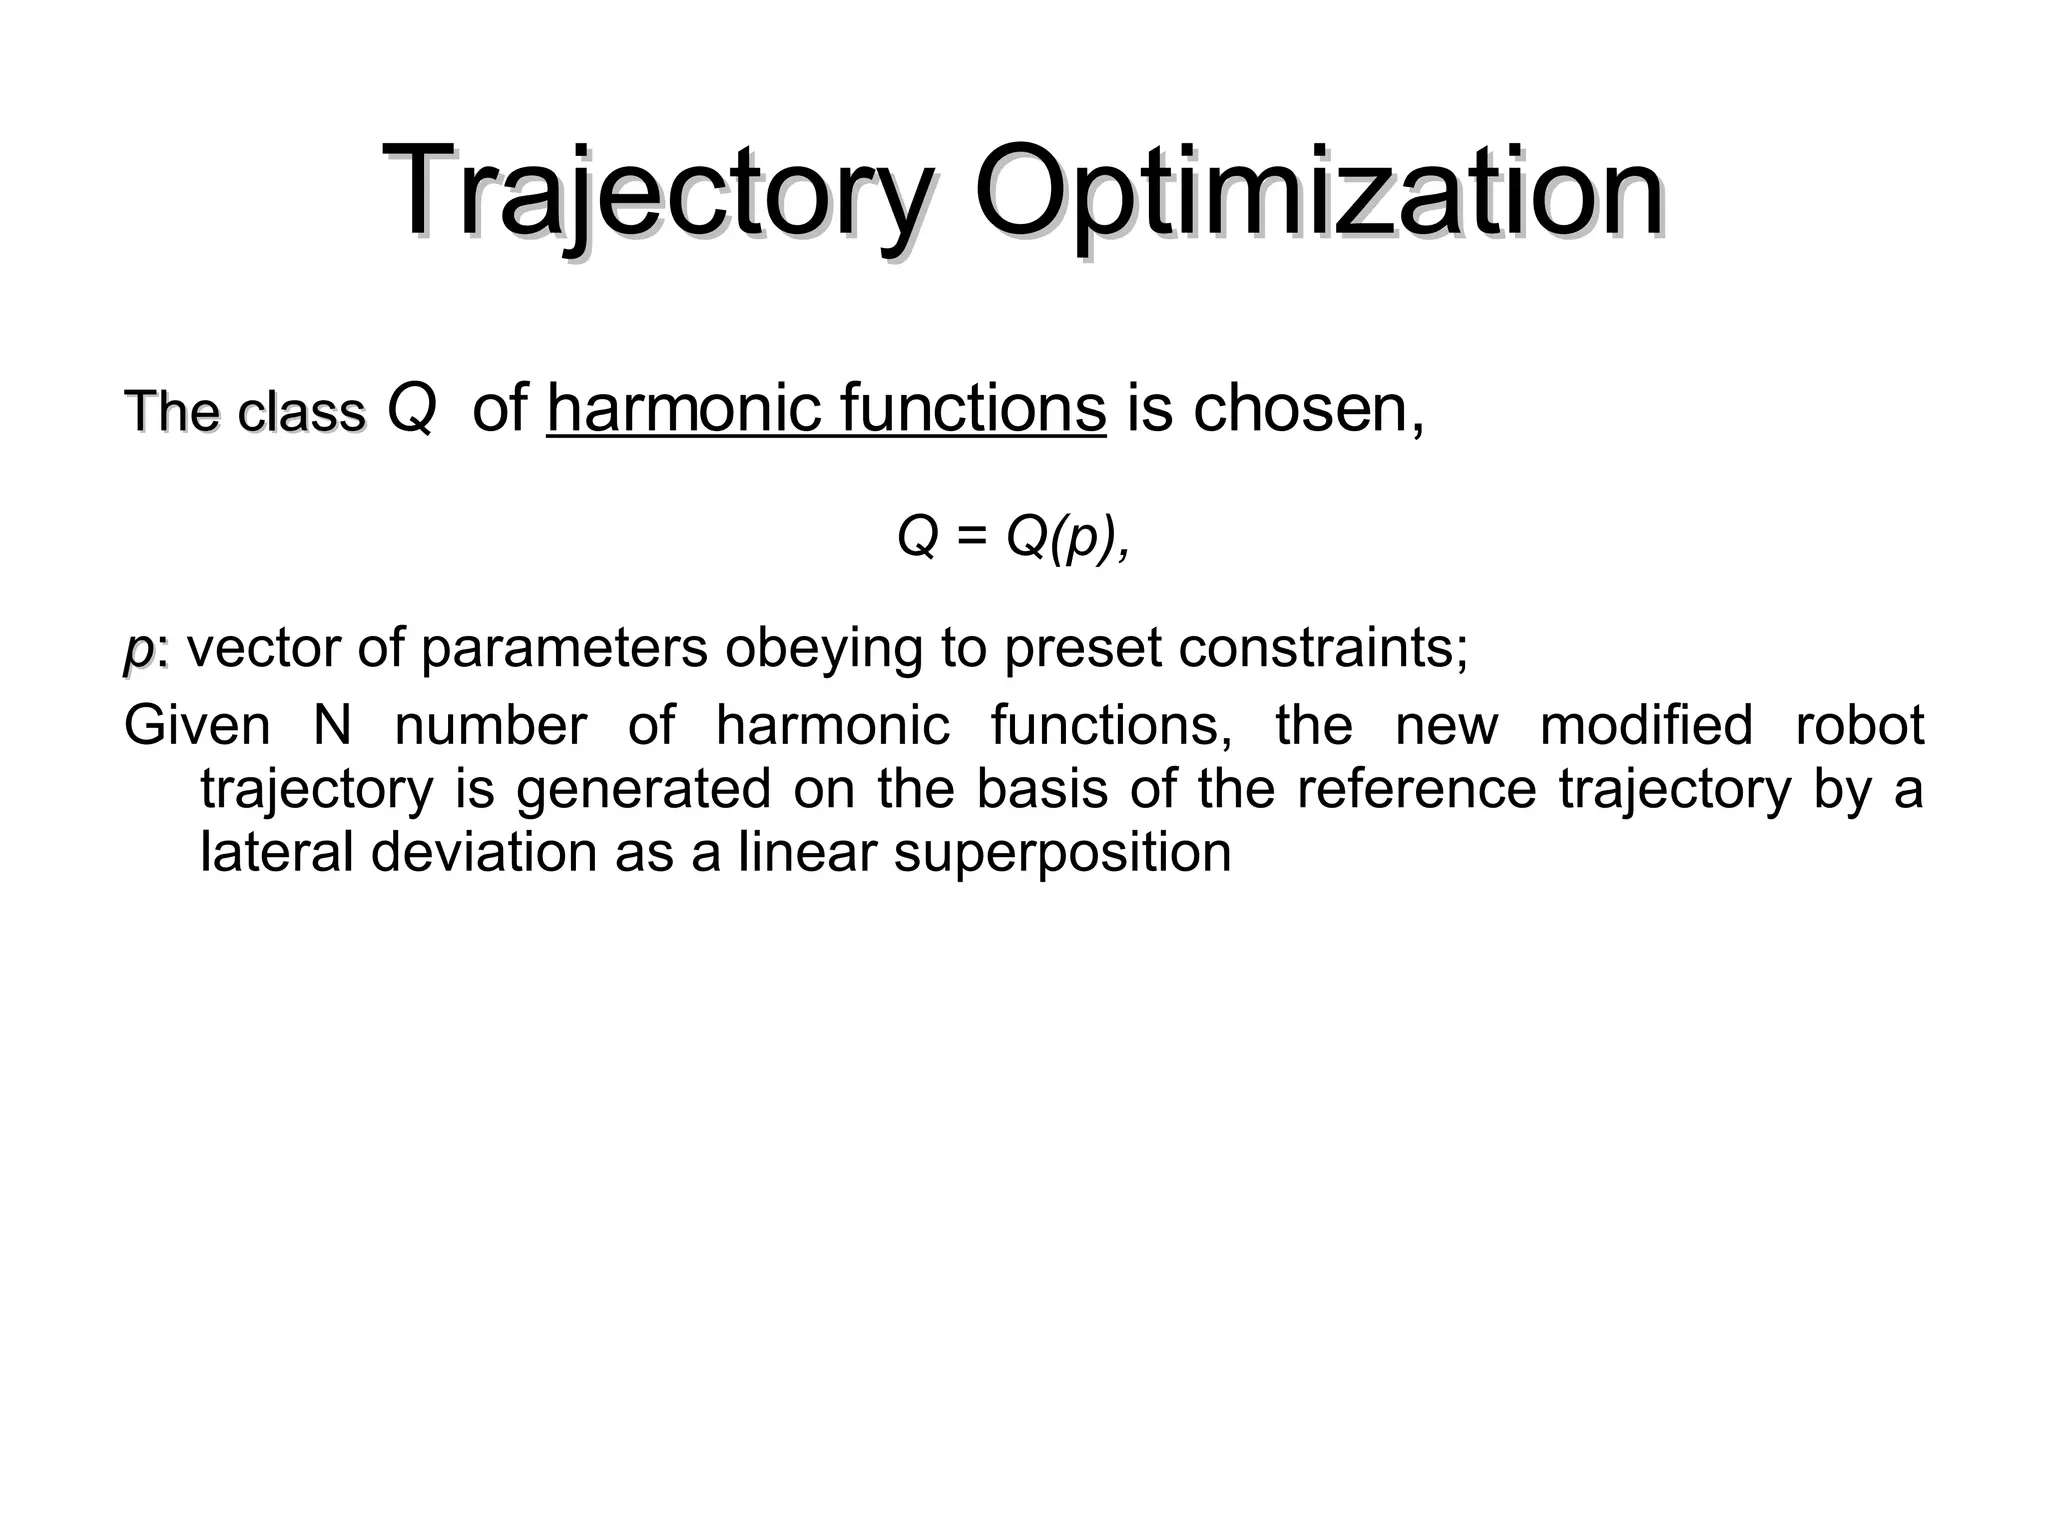 Trajectory Optimization
The class Q of harmonic functions is chosen,
Q = Q(p),
p: vector of parameters obeying to preset constraints;
Given N number of harmonic functions, the new modified robot
trajectory is generated on the basis of the reference trajectory by a
lateral deviation as a linear superposition